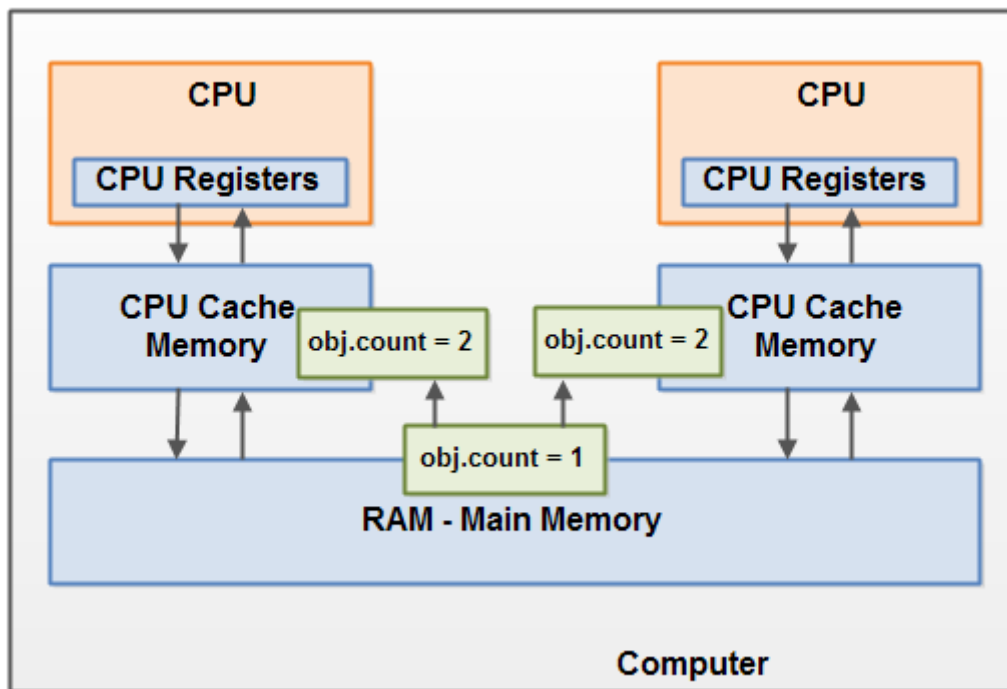 CPU
CPU Registers
CPU Cache
Memory
obj.count = 2
CPU
CPU Registers
CPU Cache
Memory
obj.count = 2
obj.count = 1
RAM - Main Memory
Computer